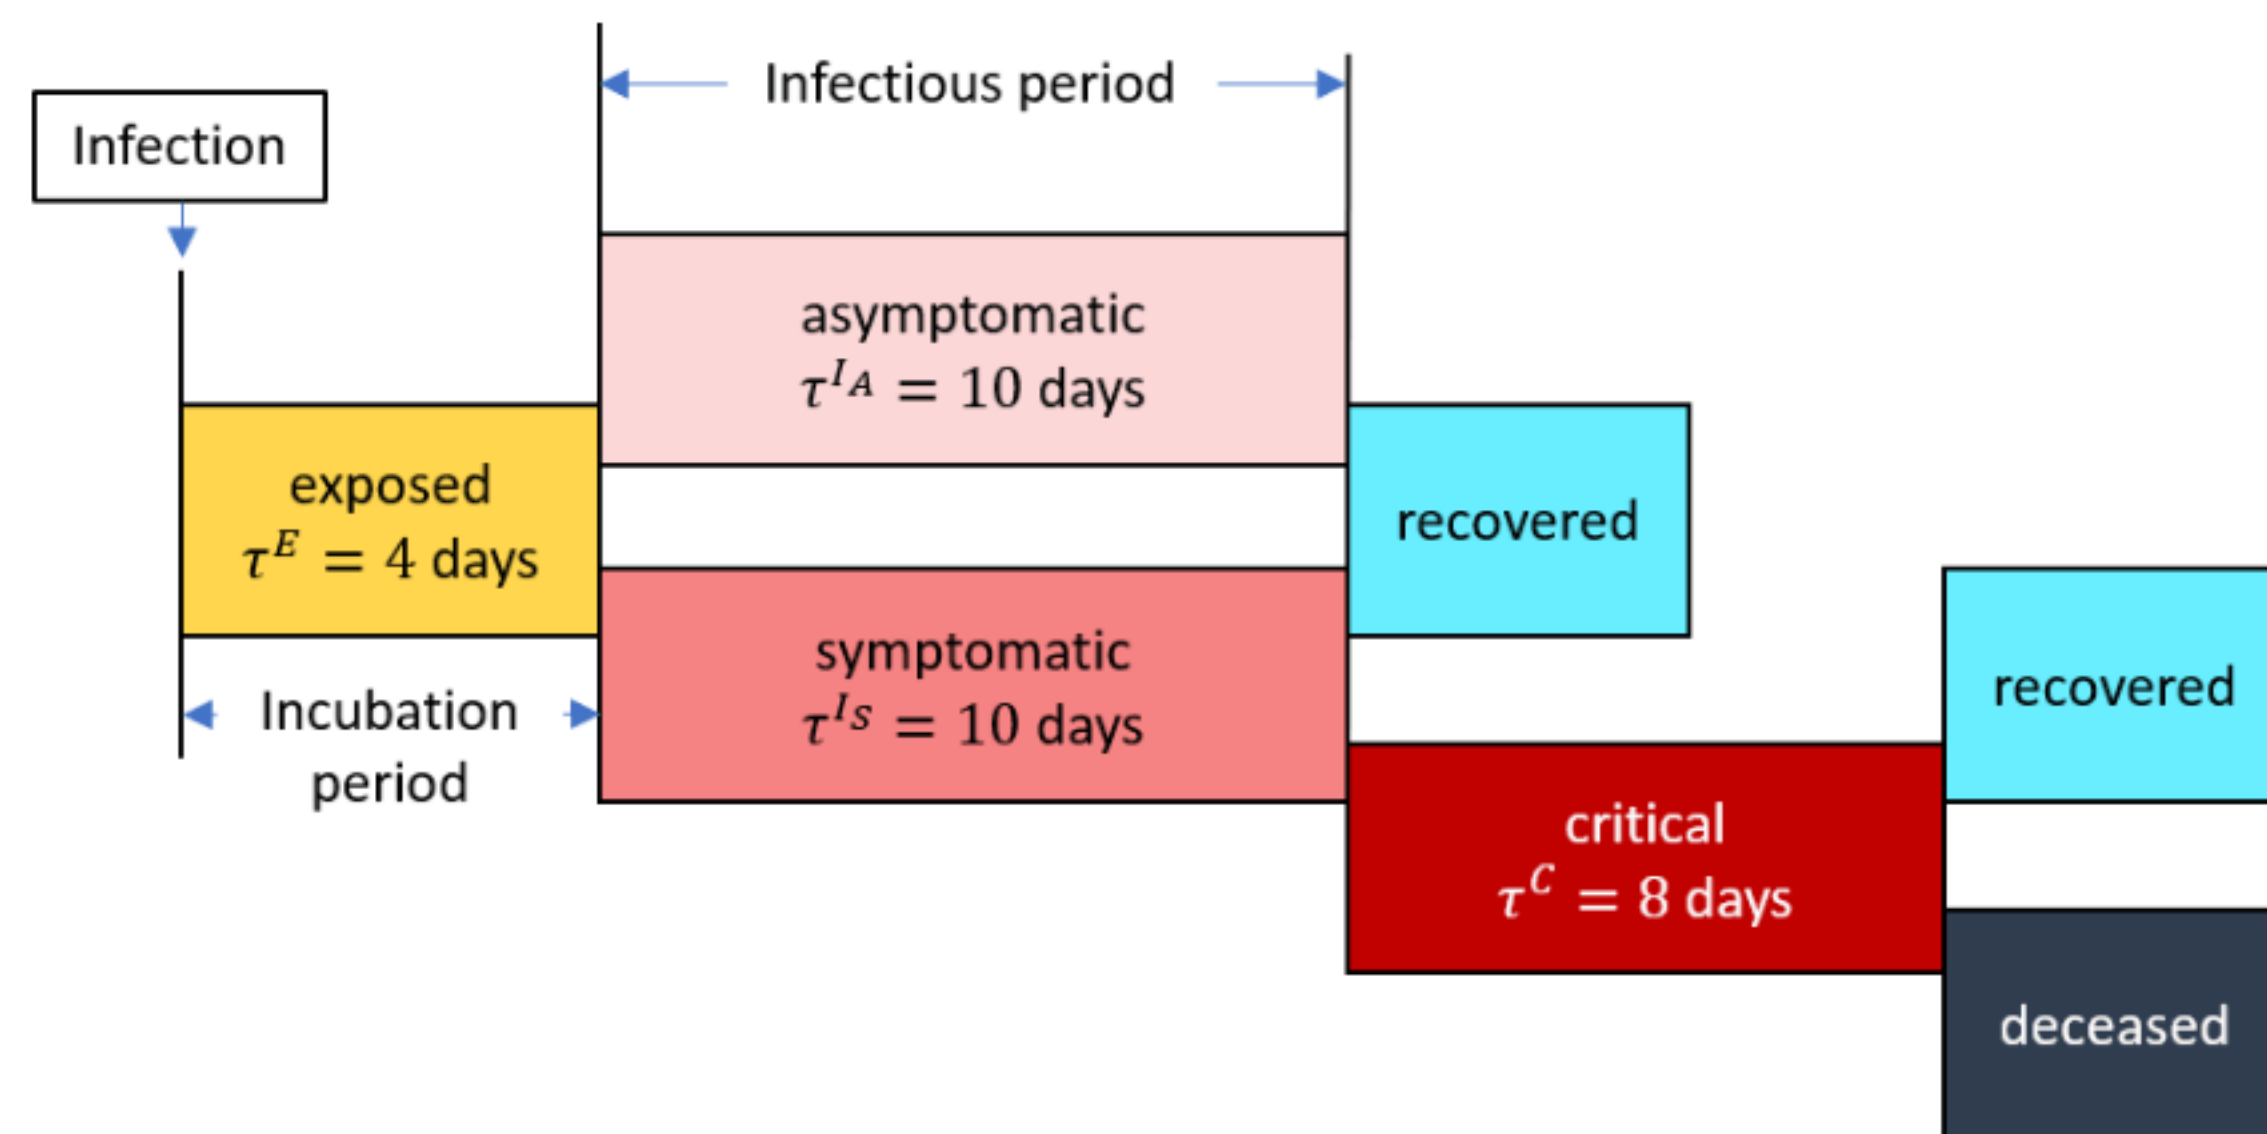 Infectious period
Infection
asymptomatic
τ^{I_A} = 10 days
exposed
τ^E = 4 days
recovered
symptomatic
τ^{I_S} = 10 days
Incubation
period
recovered
critical
τ^C = 8 days
deceased